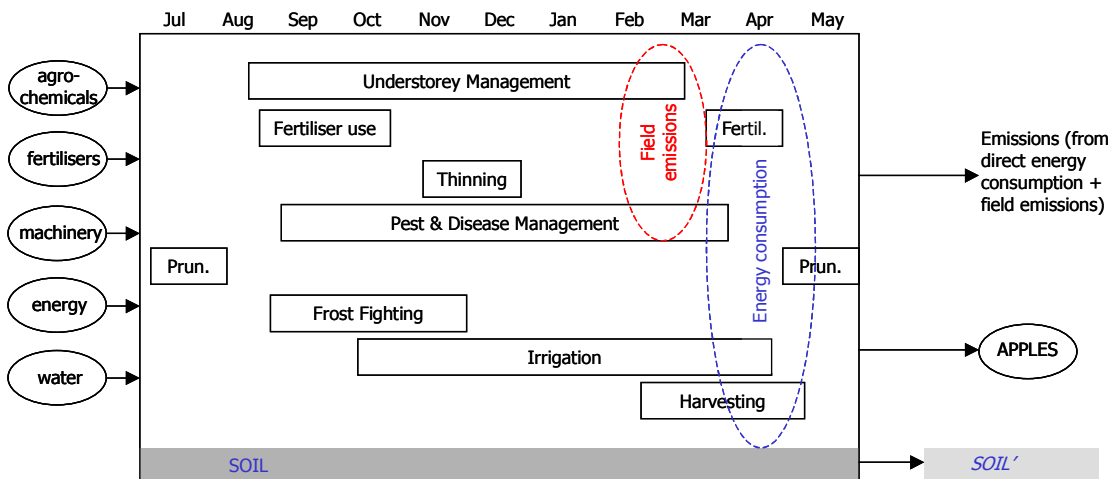 Jul Aug Sep Oct Nov Dec Jan Feb Mar Apr May
agro-
chemicals
fertilisers
machinery
energy
water
Understorey Management
Fertiliser use
Fertil.
Thinning
Pest & Disease Management
Prun.
Prun.
Frost Fighting
Irrigation
Harvesting
Field
emissions
Energy consumption
Emissions (from
direct energy
consumption +
field emissions)
APPLES
SOIL
SOIL'